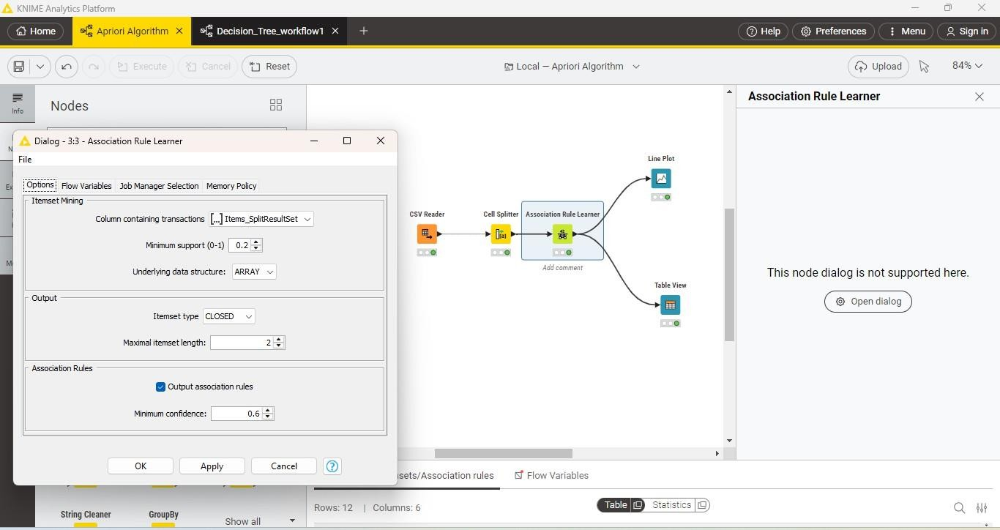 KNIME Analytics Platform
Home
Apriori Algorithm
Decision_Tree_workflow1
Help
Preferences
Menu
Sign in
Execute
Cancel
Reset
Local — Apriori Algorithm
Upload
84%
Info
Nodes
Association Rule Learner
Dialog - 3:3 - Association Rule Learner
File
Options Flow Variables Job Manager Selection Memory Policy
Itemset Mining
Column containing transactions [...] Items_SplitResultSet
Minimum support (0-1) 0.2
Underlying data structure: ARRAY
Output
Itemset type CLOSED
Maximal itemset length: 2
Association Rules
Output association rules
Minimum confidence: 0.6
OK Apply Cancel ?
Line Plot
CSV Reader
Cell Splitter
Association Rule Learner
Add comment
Table View
This node dialog is not supported here.
Open dialog
sets/Association rules
Flow Variables
Rows: 12 | Columns: 6
Table
Statistics
String Cleaner
GroupBy
Show all